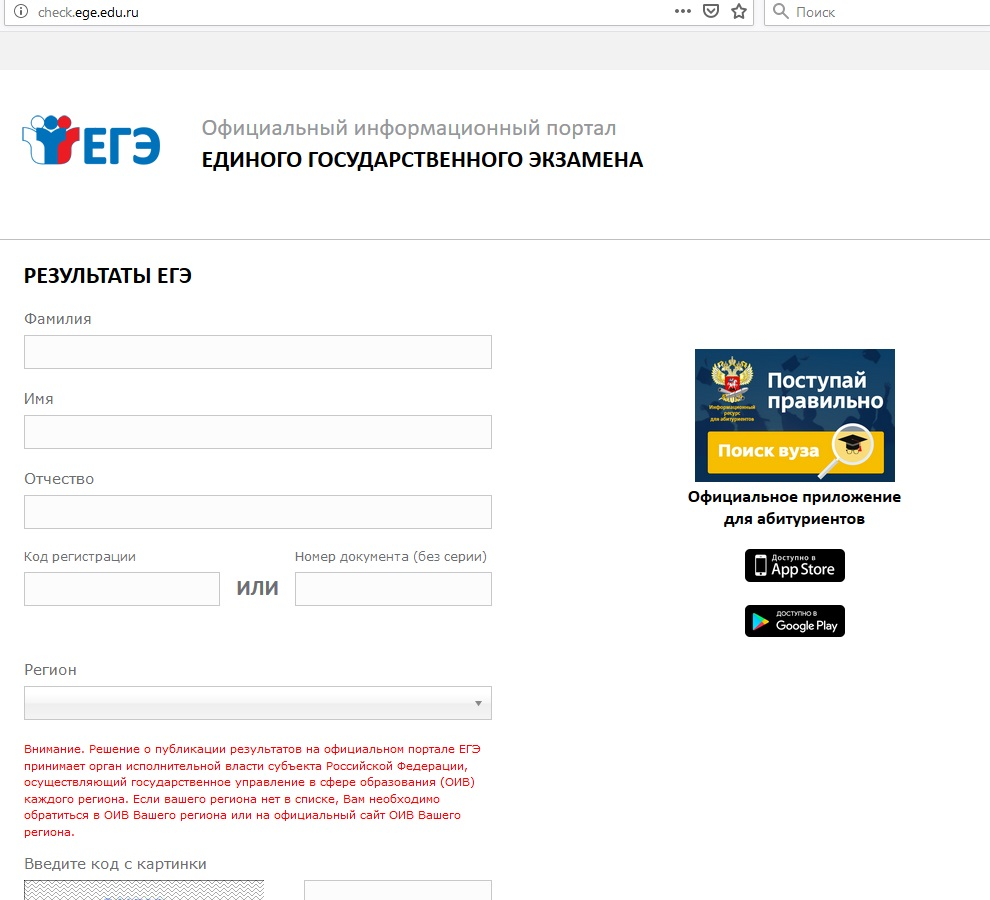 check.ege.edu.ru
Поиск
ЕГЭ
Официальный информационный портал
ЕДИНОГО ГОСУДАРСТВЕННОГО ЭКЗАМЕНА
РЕЗУЛЬТАТЫ ЕГЭ
Фамилия
Имя
Отчество
Код регистрации
ИЛИ
Номер документа (без серии)
Регион
Внимание. Решение о публикации результатов на официальном портале ЕГЭ
принимает орган исполнительной власти субъекта Российской Федерации,
осуществляющий государственное управление в сфере образования (ОИВ)
каждого региона. Если вашего региона нет в списке, Вам необходимо
обратиться в ОИВ Вашего региона или на официальный сайт ОИВ Вашего
региона.
Введите код с картинки
Поступай
правильно
Информационный
ресурс
для абитуриентов
Поиск вуза
Официальное приложение
для абитуриентов
Доступно в
App Store
ДОСТУПНО В
Google Play